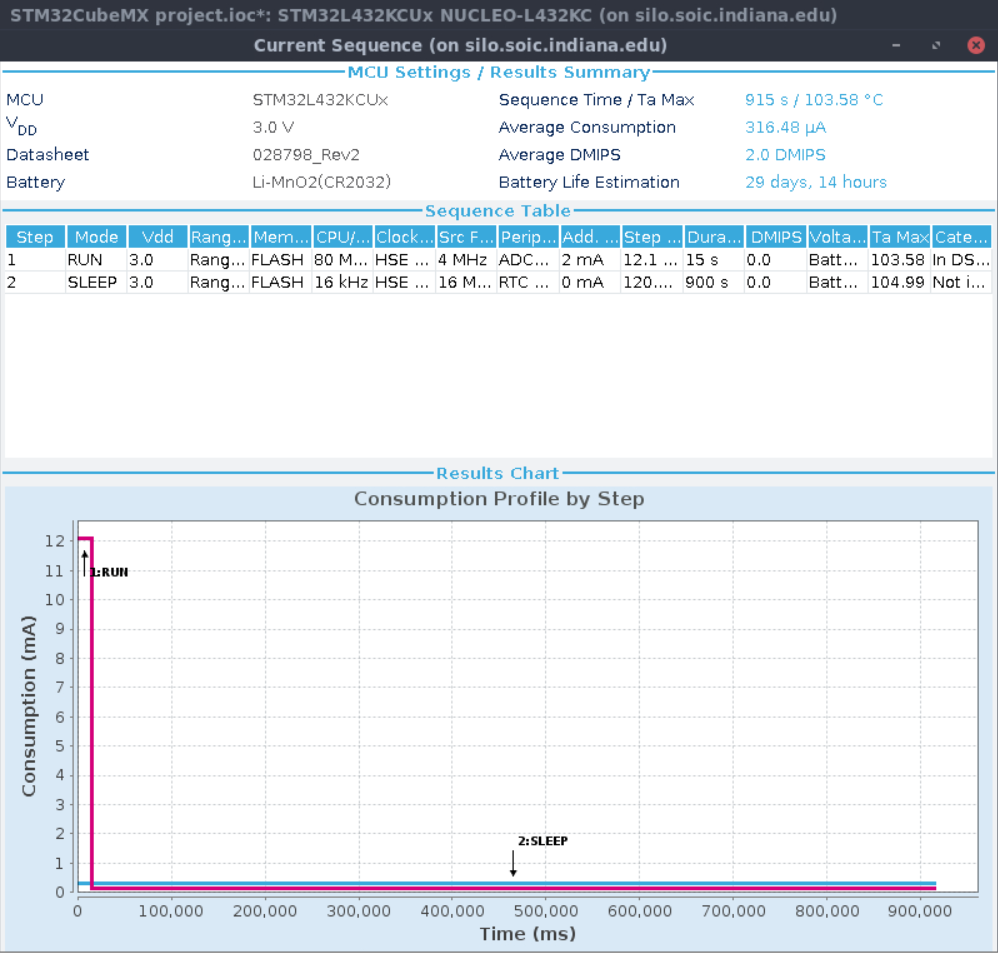 STM32CubeMX project.ioc*: STM32L432KCUx NUCLEO-L432KC (on silo.soic.indiana.edu)
Current Sequence (on silo.soic.indiana.edu)
MCU Settings / Results Summary
MCU STM32L432KCUx Sequence Time / Ta Max 915 s / 103.58 °C
VDD 3.0 V Average Consumption 316.48 µA
Datasheet 028798_Rev2 Average DMIPS 2.0 DMIPS
Battery Li-MnO2(CR2032) Battery Life Estimation 29 days, 14 hours
Sequence Table
Step Mode Vdd Rang... Mem... CPU/... Clock... Src F... Perip... Add. ... Step ... Dura... DMIPS Volta... Ta Max Cate...
1 RUN 3.0 Rang... FLASH 80 M... HSE ... 4 MHz ADC... 2 mA 12.1 ... 15 s 0.0 Batt... 103.58 In DS...
2 SLEEP 3.0 Rang... FLASH 16 kHz HSE ... 16 M... RTC ... 0 mA 120.... 900 s 0.0 Batt... 104.99 Not i...
Results Chart
Consumption Profile by Step
12
11
10
9
8
7
6
5
4
3
2
1
0
Consumption (mA)
1:RUN
2:SLEEP
0 100,000 200,000 300,000 400,000 500,000 600,000 700,000 800,000 900,000
Time (ms)